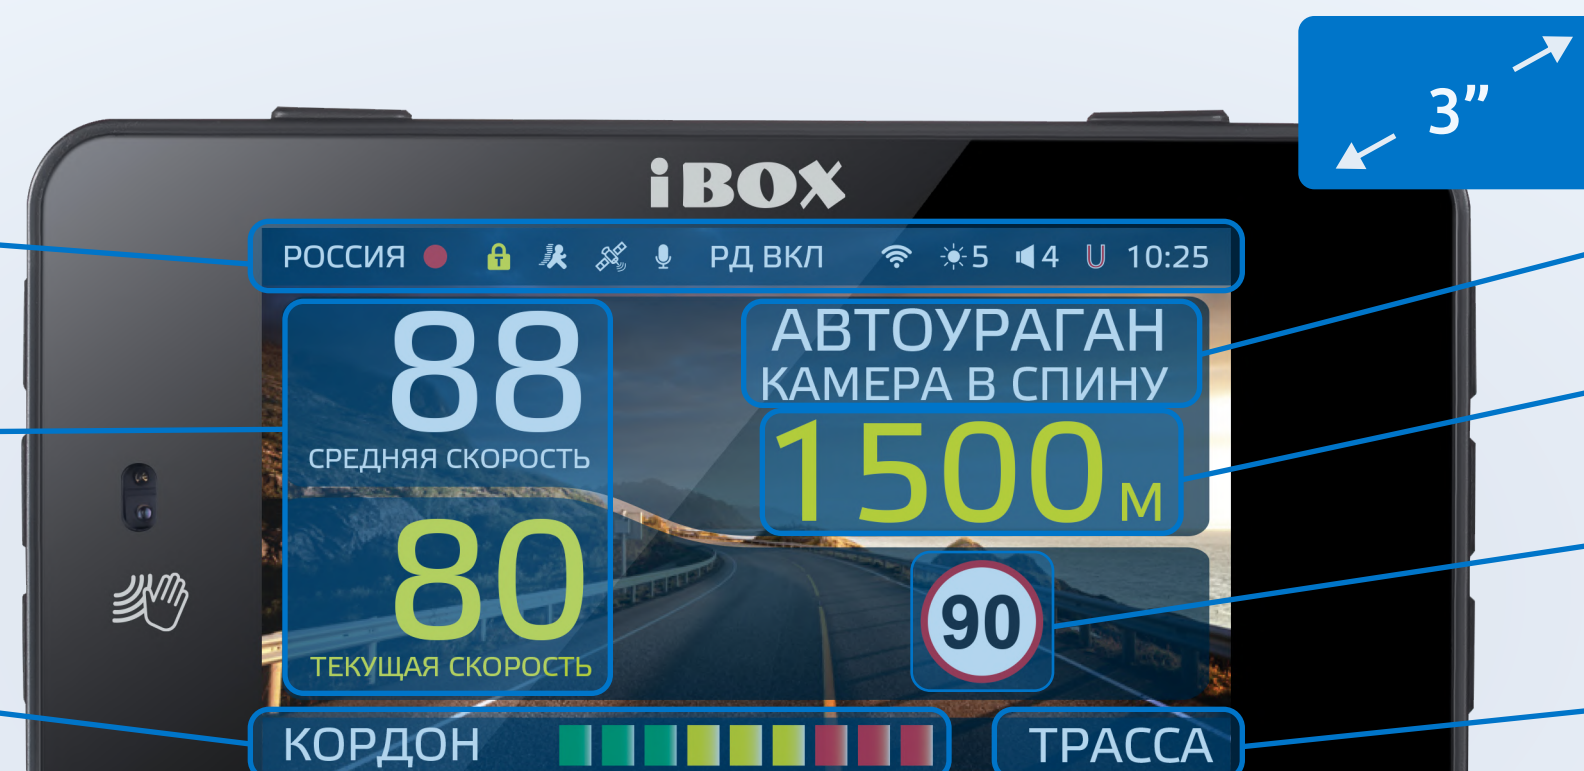 3”
iBOX
РОССИЯ РД ВКЛ 5 4 U 10:25
88
СРЕДНЯЯ СКОРОСТЬ
80
ТЕКУЩАЯ СКОРОСТЬ
АВТОУРАГАН
КАМЕРА В СПИНУ
1500 М
90
КОРДОН
ТРАССА